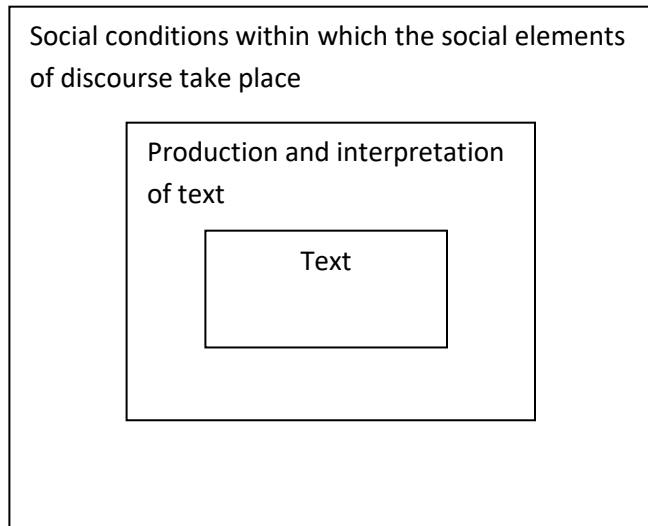 Social conditions within which the social elements
of discourse take place
Production and interpretation
of text
Text